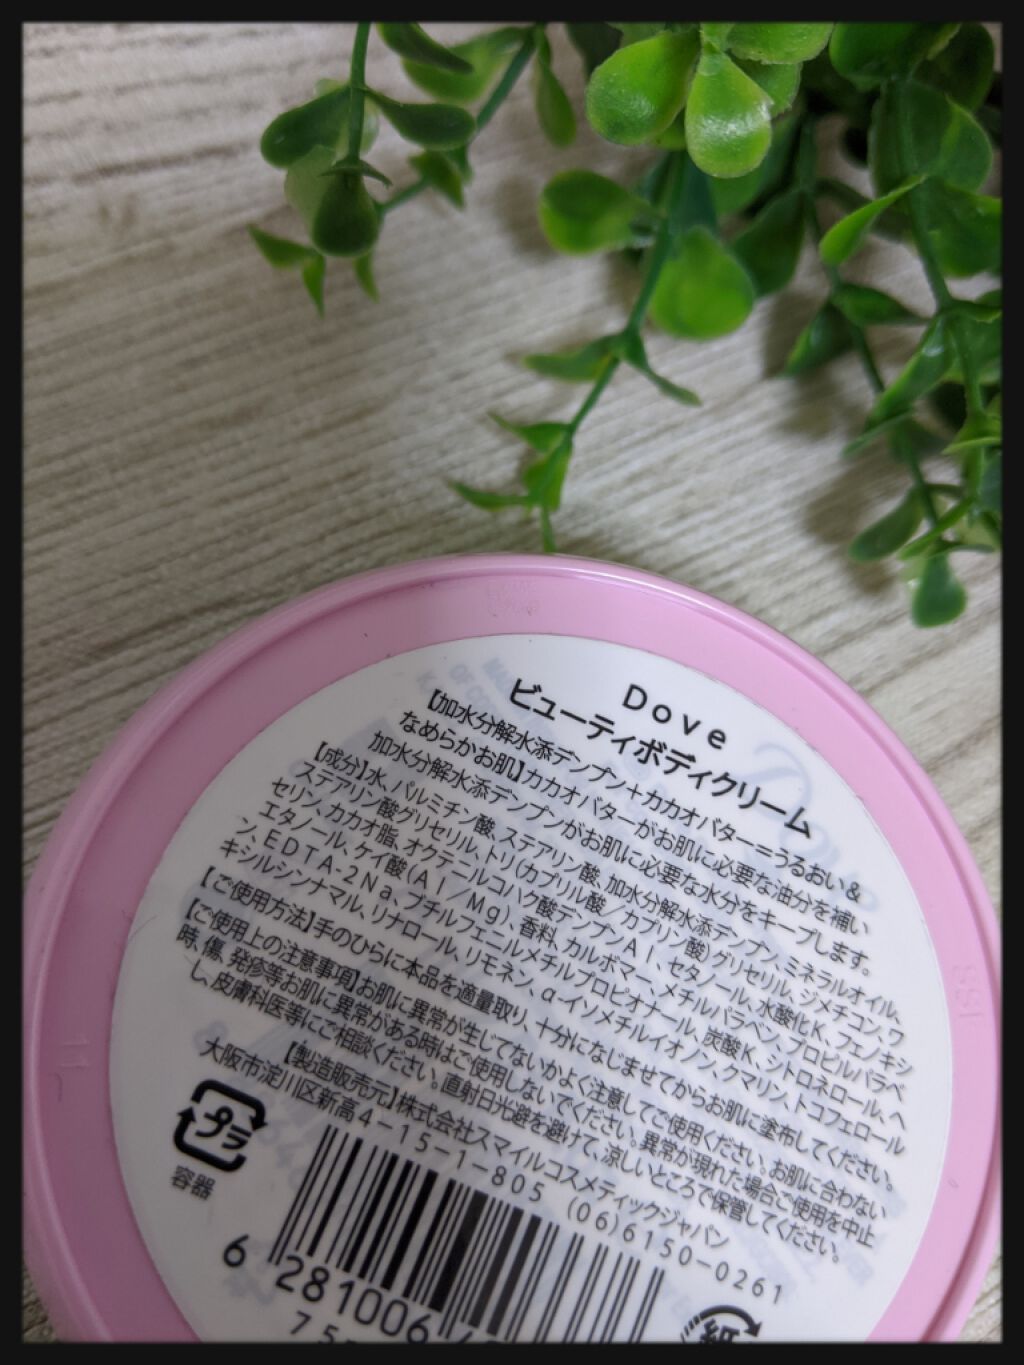 Dove
ビューティボディクリーム
【加水分解水添デンプン+カカオバター=うるおい&
なめらかお肌】カカオバターがお肌に必要な油分を補い
加水分解水添デンプンがお肌に必要な水分をキープします。
【成分】水、パルミチン酸、ステアリン酸、加水分解水添デンプン、ミネラルオイル、
ステアリン酸グリセリル、トリ(カプリル酸/カプリン酸)グリセリル、ジメチコン、ワ
セリン、カカオ脂、オクテニルコハク酸デンプンAl、セタノール、水酸化K、フェノキシ
エタノール、ケイ酸(Al/Mg)、香料、カルボマー、メチルパラベン、プロピルパラベ
ン、EDTA-2Na、ブチルフェニルメチルプロピオナール、炭酸K、シトロネロール、ヘ
キシルシンナマル、リナロール、リモネン、α-イソメチルイオノン、クマリン、トコフェロール
【ご使用方法】手のひらに本品を適量取り、十分になじませてからお肌に塗布してください。
【ご使用上の注意事項】お肌に異常が生じてないかよく注意してご使用ください。お肌に合わない
時、傷、発疹等お肌に異常がある時はご使用しないでください。異常が現れた場合ご使用を中止
し、皮膚科医等にご相談ください。直射日光避を避けて、涼しいところで保管してください。
【製造販売元】株式会社スマイルコスメティックジャパン
大阪市淀川区新高4-15-1-805 (06)6150-0261
プラ
容器
紙
6 281006